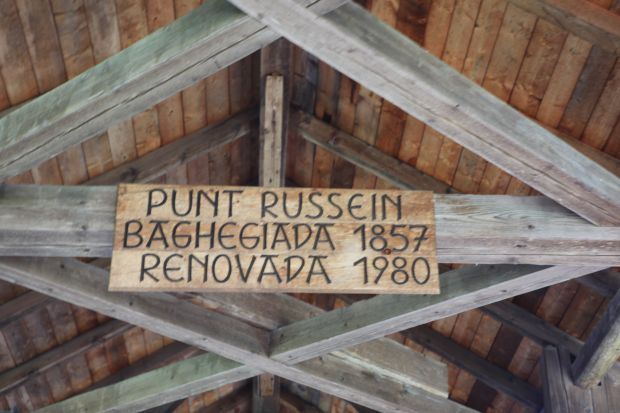 PUNT RUSSEIN
BAGHEGIADA 1857
RENOVADA 1980